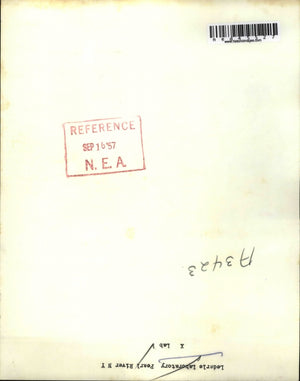 REFERENCE
SEP 16 '57
N.E.A.
A3423
Lederle Laboratory Pearl River N Y
X Lab